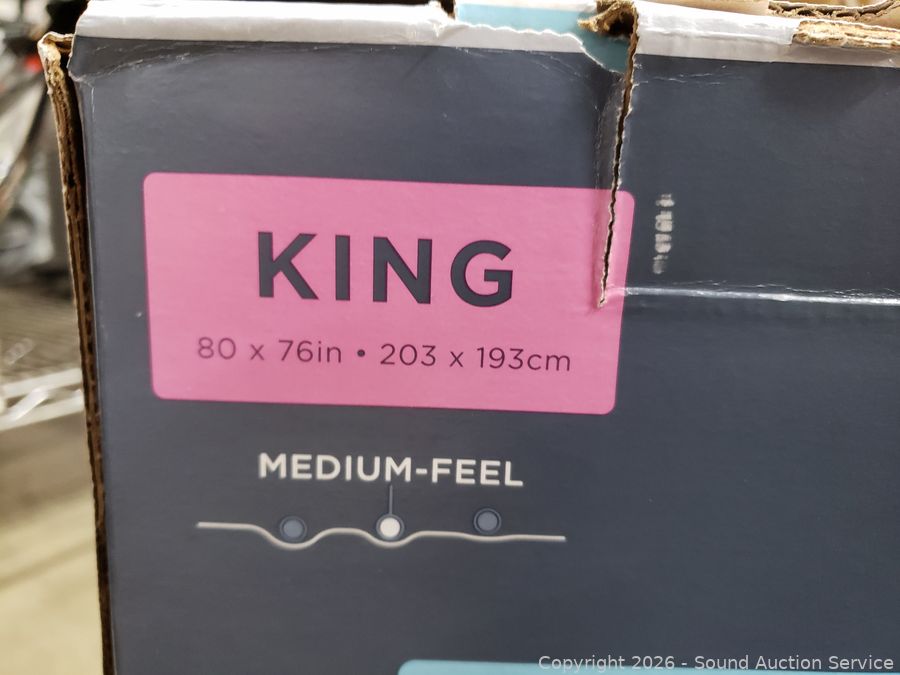 KING
80 x 76in • 203 x 193cm
MEDIUM-FEEL
Copyright 2026 - Sound Auction Service